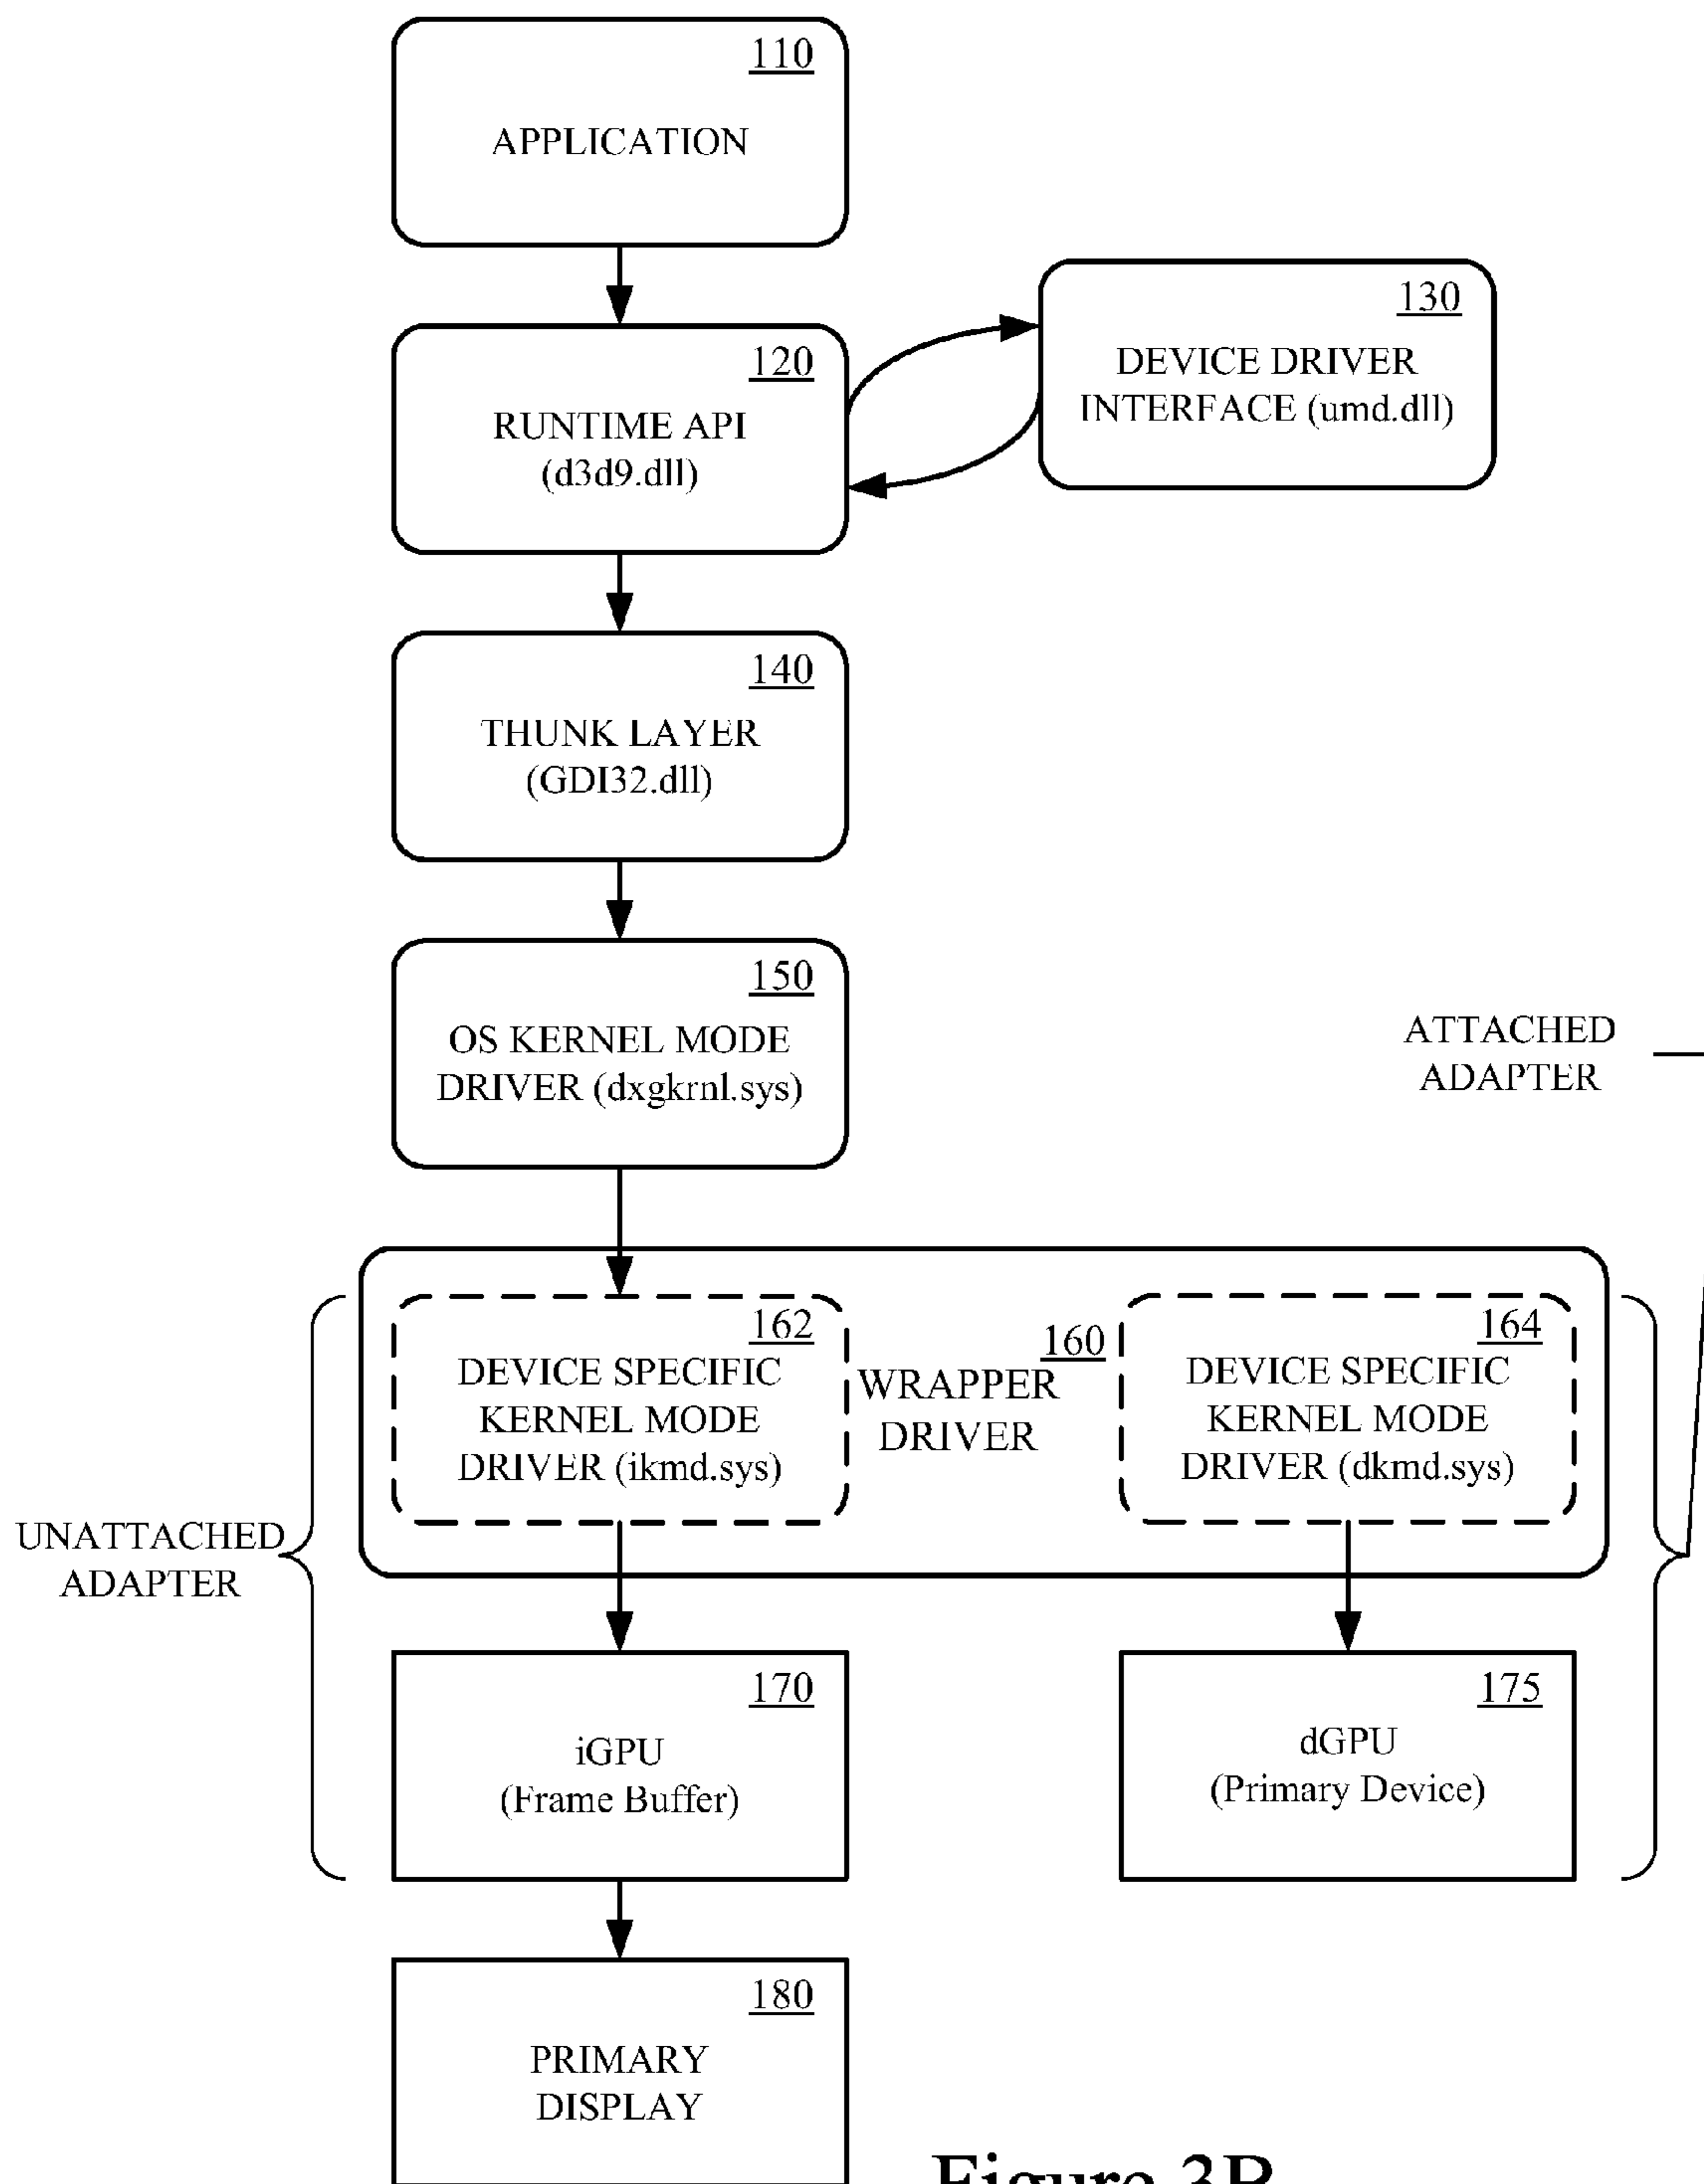 110
APPLICATION
130
DEVICE DRIVER
INTERFACE (umd.dll)
120
RUNTIME API
(d3d9.dll)
140
THUNK LAYER
(GDI32.dll)
150
OS KERNEL MODE
DRIVER (dxgkrnl.sys)
ATTACHED
ADAPTER
162
DEVICE SPECIFIC
KERNEL MODE
DRIVER (ikmd.sys)
160
WRAPPER
DRIVER
164
DEVICE SPECIFIC
KERNEL MODE
DRIVER (dkmd.sys)
UNATTACHED
ADAPTER
170
iGPU
(Frame Buffer)
175
dGPU
(Primary Device)
180
PRIMARY
DISPLAY
Figure 3B